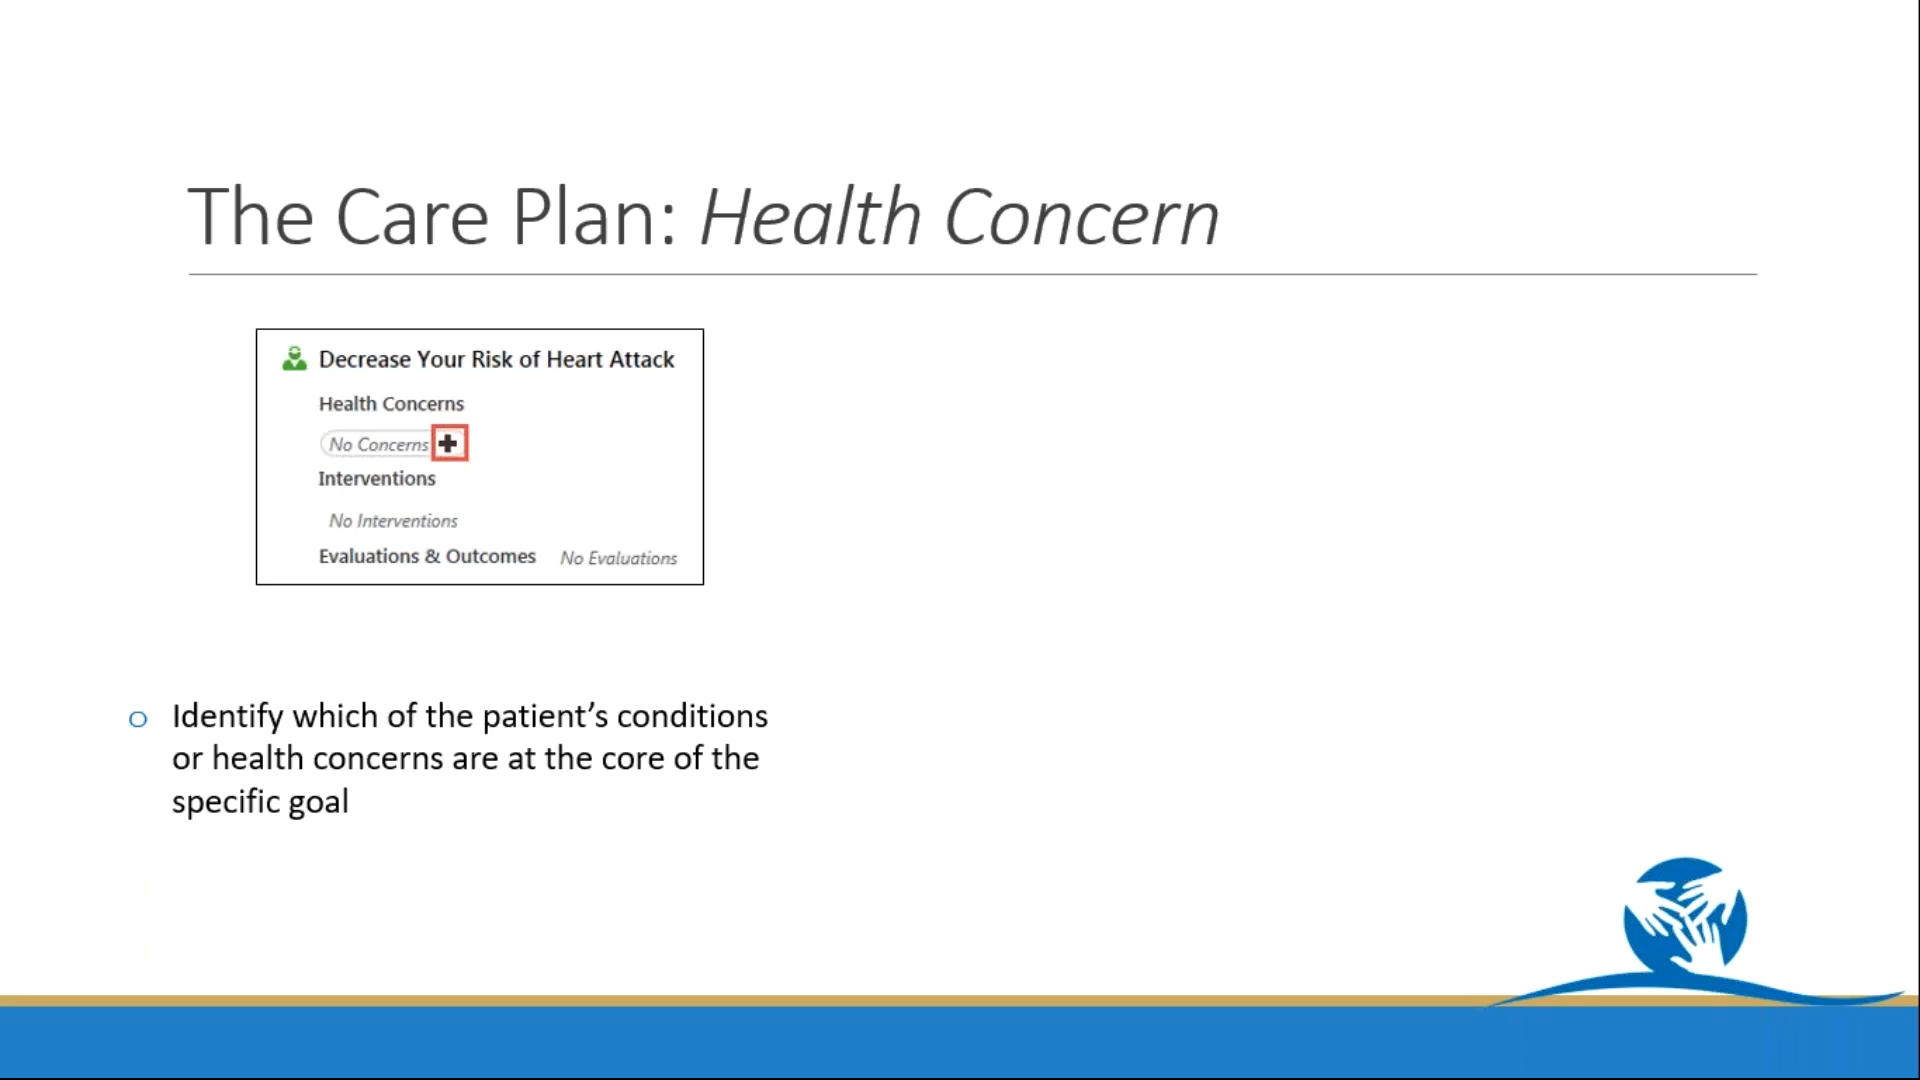 The Care Plan: Health Concern
Decrease Your Risk of Heart Attack
Health Concerns
No Concerns
Interventions
No Interventions
Evaluations & Outcomes No Evaluations
Identify which of the patient’s conditions
or health concerns are at the core of the
specific goal